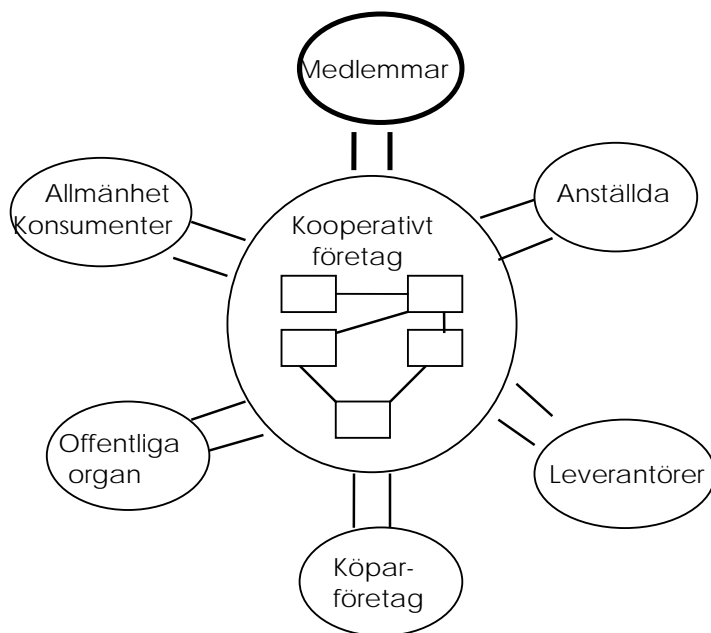 Medlemmar
Allmänhet
Konsumenter
Anställda
Kooperativt
företag
Offentliga
organ
Leverantörer
Köpar-
företag